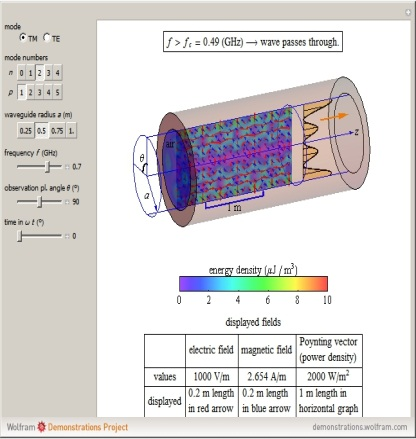 mode
TM TE
mode numbers
n 0 1 2 3 4
p 1 2 3 4 5
waveguide radius a (m)
0.25 0.5 0.75 1.
frequency f (GHz)
0.7
observation pl. angle θ (º)
90
time in ω t (º)
0
f > f_c = 0.49 (GHz) ⟶ wave passes through.
air
θ
a
z
1 m
energy density (μJ / m³)
0 2 4 6 8 10
displayed fields
electric field magnetic field Poynting vector (power density)
values 1000 V/m 2.654 A/m 2000 W/m²
displayed 0.2 m length in red arrow 0.2 m length in blue arrow 1 m length in horizontal graph
Wolfram Demonstrations Project
demonstrations.wolfram.com